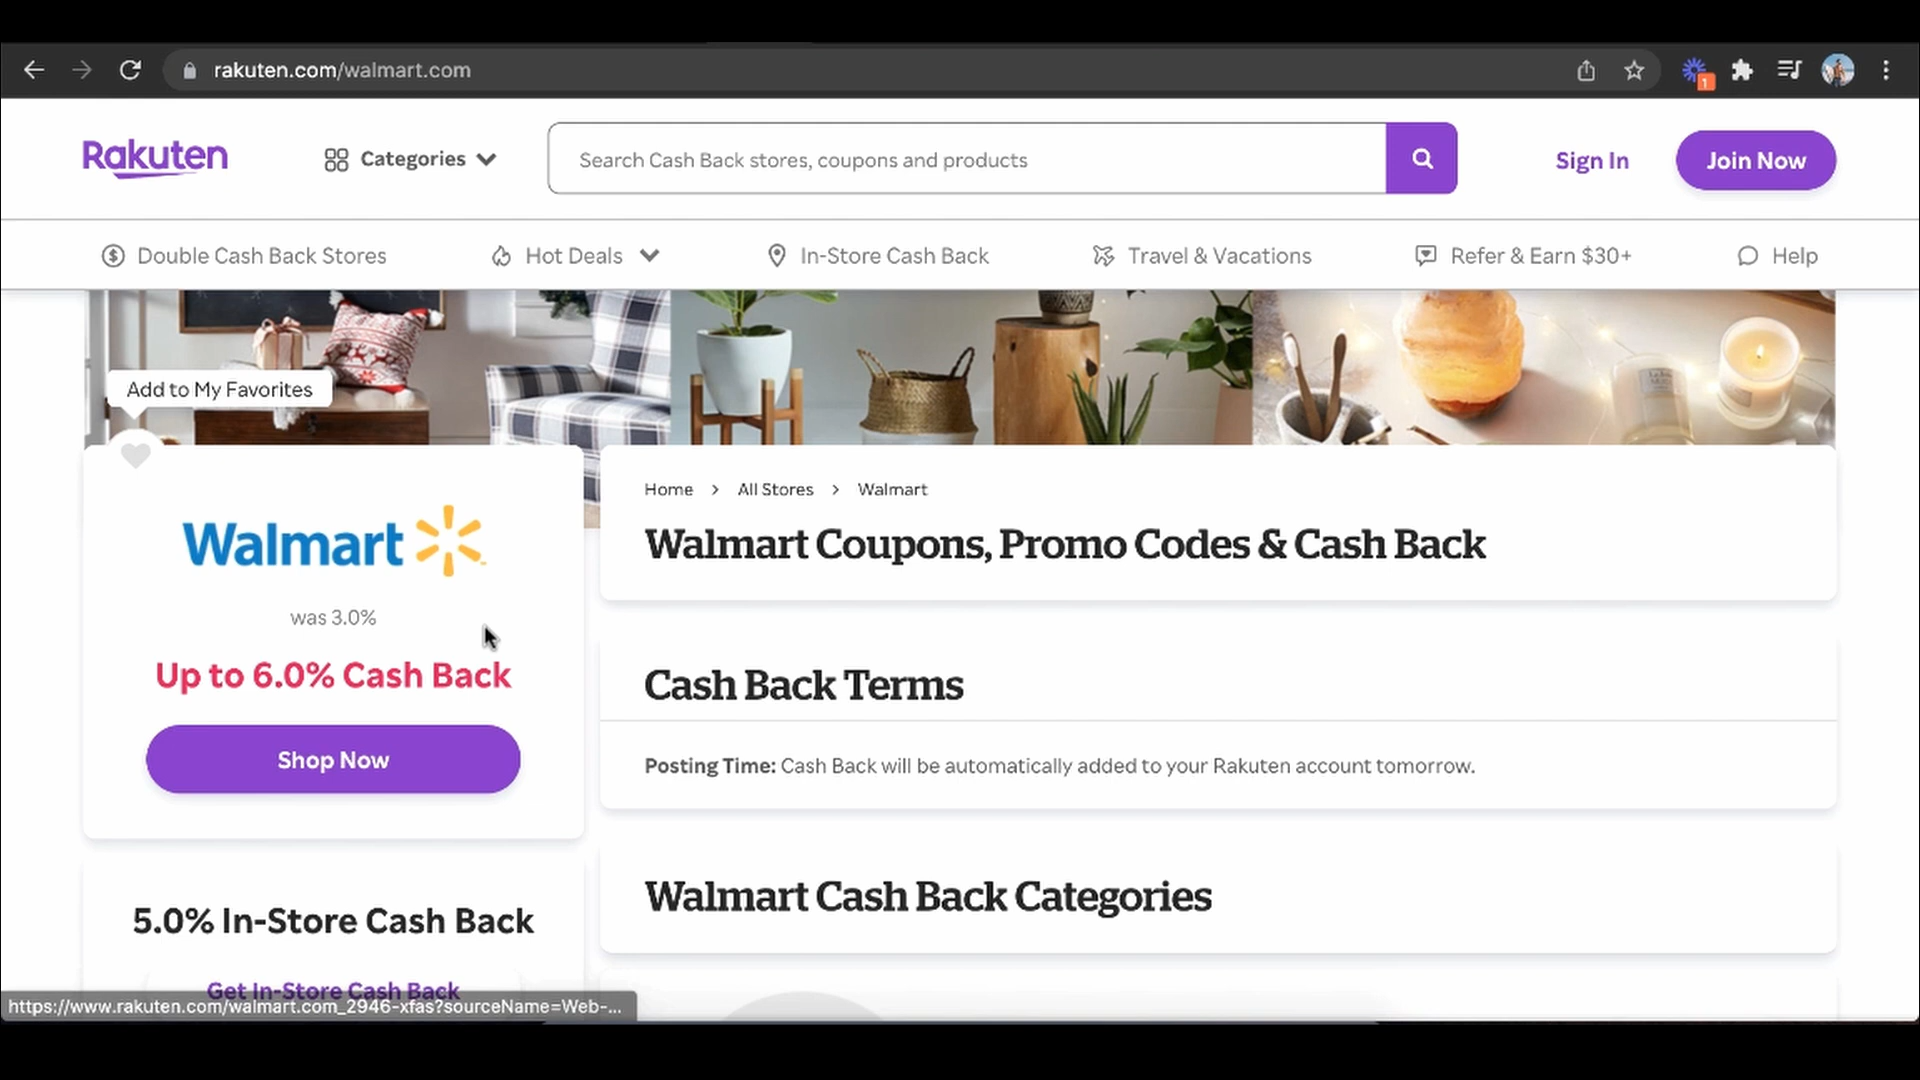 rakuten.com/walmart.com
1
Rakuten
Categories
Search Cash Back stores, coupons and products
Sign In
Join Now
Double Cash Back Stores
Hot Deals
In-Store Cash Back
Travel & Vacations
Refer & Earn $30+
Help
Add to My Favorites
Walmart
was 3.0%
Up to 6.0% Cash Back
Shop Now
5.0% In-Store Cash Back
Get In-Store Cash Back
Home > All Stores > Walmart
Walmart Coupons, Promo Codes & Cash Back
Cash Back Terms
Posting Time: Cash Back will be automatically added to your Rakuten account tomorrow.
Walmart Cash Back Categories
https://www.rakuten.com/walmart.com_2946-xfas?sourceName=Web-...